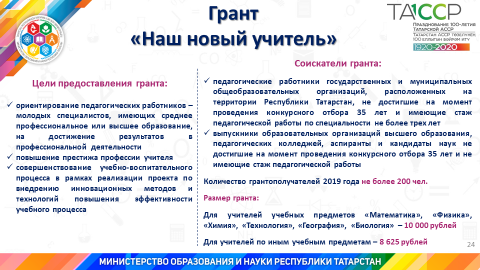 Грант
«Наш новый учитель»
ТАССР
ПРАЗДНОВАНИЕ 100-ЛЕТИЯ
ТАТАРСКОЙ АССР
1920-2020
Цели предоставления гранта:
ориентирование педагогических работников –
молодых специалистов, имеющих среднее
профессиональное или высшее образование,
на достижение результатов в
профессиональной деятельности
повышение престижа профессии учителя
совершенствование учебно-воспитательного
процесса в рамках реализации проекта по
внедрению инновационных методов и
технологий повышения эффективности
учебного процесса
Соискатели гранта:
педагогические работники государственных и муниципальных
общеобразовательных организаций, расположенных на
территории Республики Татарстан, не достигшие на момент
проведения конкурсного отбора 35 лет и имеющие стаж
педагогической работы по специальности не более трех лет
выпускники образовательных организаций высшего образования,
педагогических колледжей, аспиранты и кандидаты наук не
достигшие на момент проведения конкурсного отбора 35 лет и не
имеющие стаж педагогической работы
Количество грантополучателей 2019 года не более 200 чел.
Размер гранта:
Для учителей учебных предметов «Математика», «Физика»,
«Химия», «Технология», «География», «Биология» – 10 000 рублей
Для учителей по иным учебным предметам – 8 625 рублей
24
МИНИСТЕРСТВО ОБРАЗОВАНИЯ И НАУКИ РЕСПУБЛИКИ ТАТАРСТАН